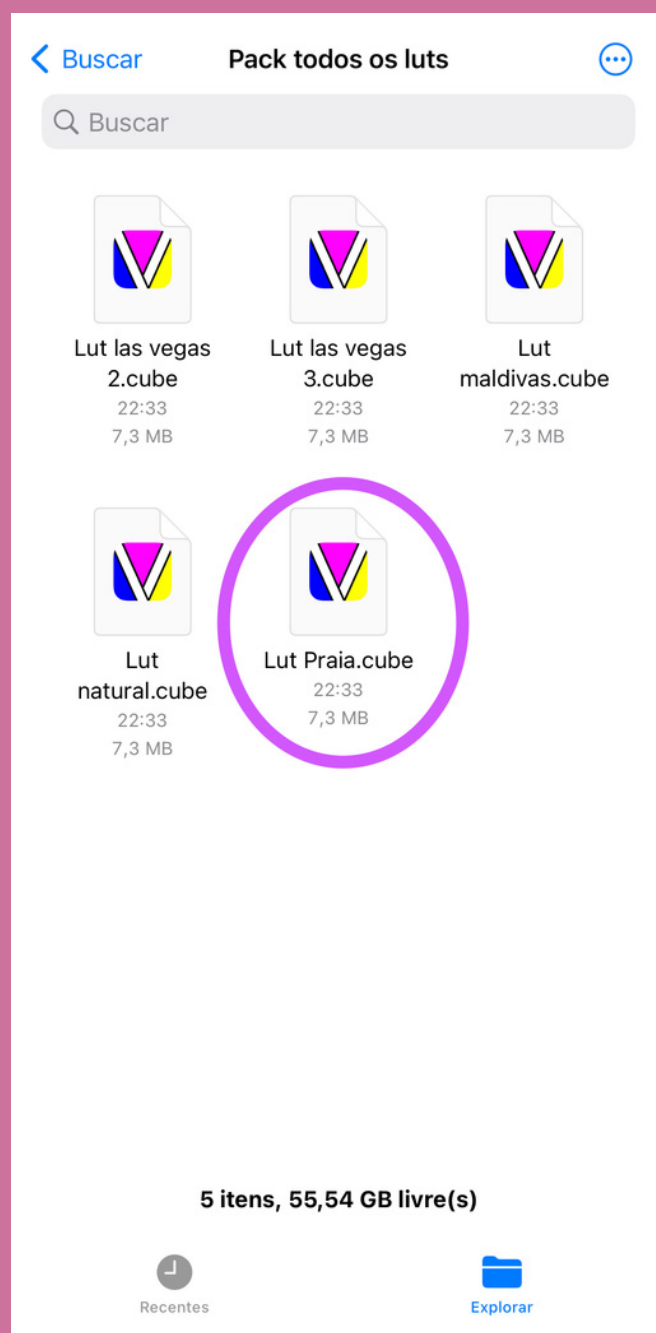 Buscar
Pack todos os luts
Buscar
Lut las vegas
2.cube
22:33
7,3 MB
Lut las vegas
3.cube
22:33
7,3 MB
Lut
maldivas.cube
22:33
7,3 MB
Lut
natural.cube
22:33
7,3 MB
Lut Praia.cube
22:33
7,3 MB
5 itens, 55,54 GB livre(s)
Recentes
Explorar